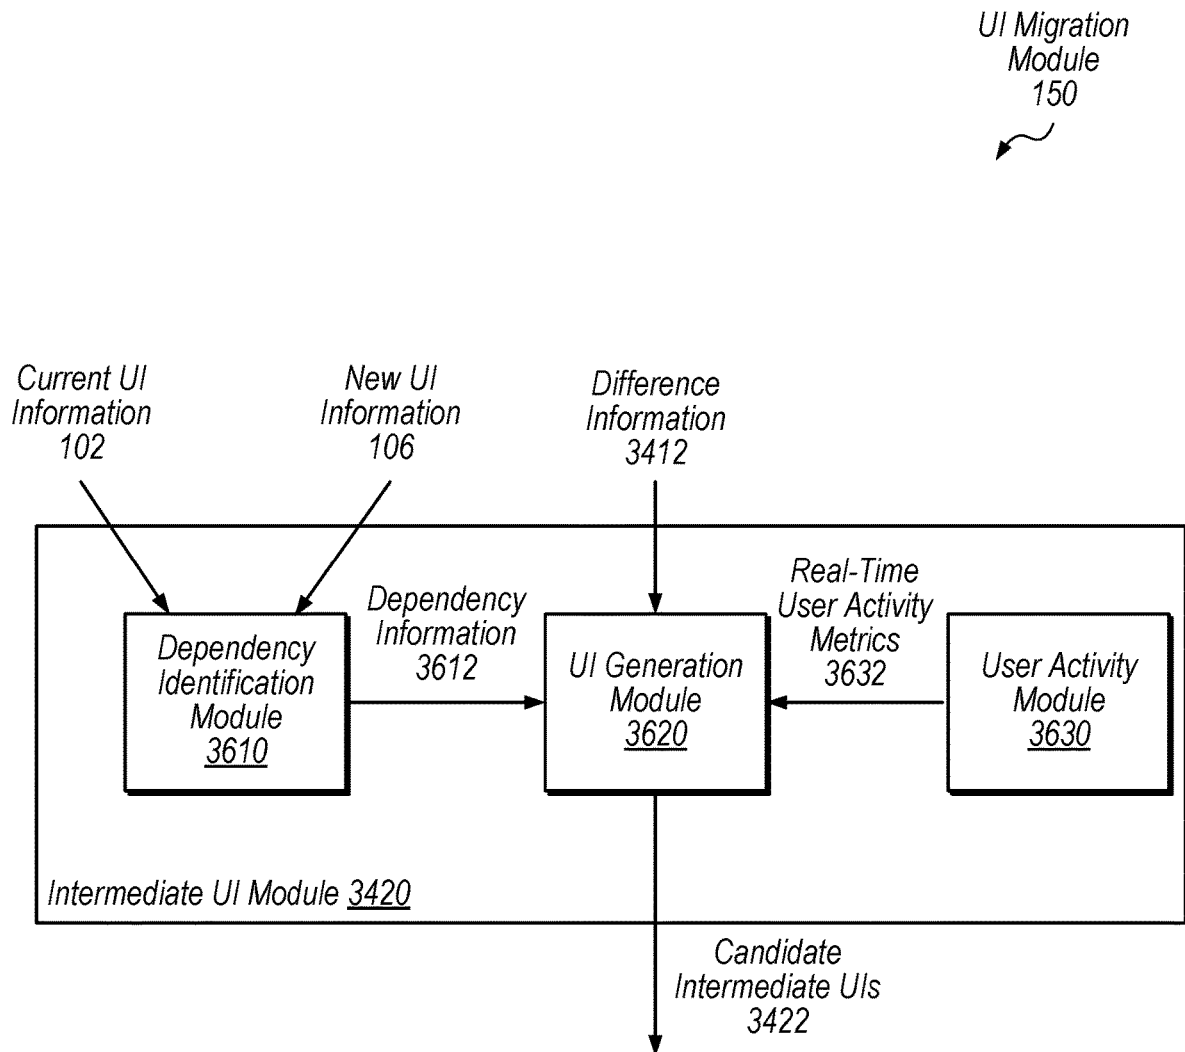 UI Migration
Module
150
Current UI
Information
102
New UI
Information
106
Difference
Information
3412
Dependency
Identification
Module
3610
Dependency
Information
3612
UI Generation
Module
3620
Real-Time
User Activity
Metrics
3632
User Activity
Module
3630
Intermediate UI Module 3420
Candidate
Intermediate UIs
3422